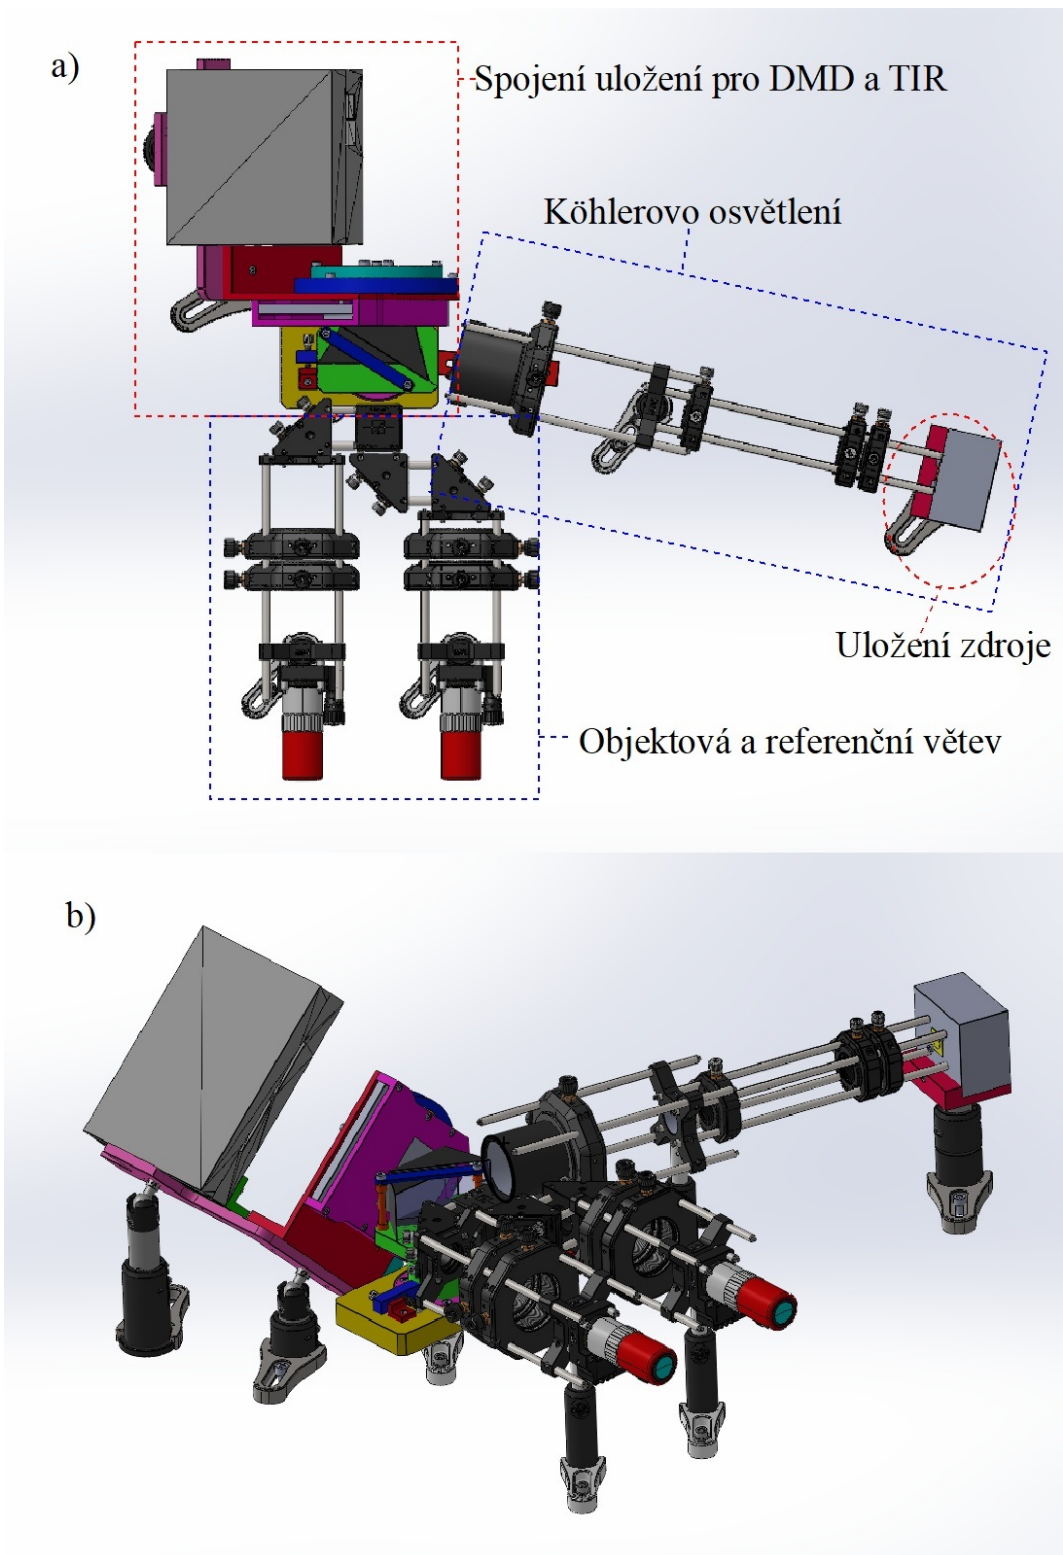 a)
Spojení uložení pro DMD a TIR
Köhlerovo osvětlení
Uložení zdroje
Objektová a referenční větev
b)